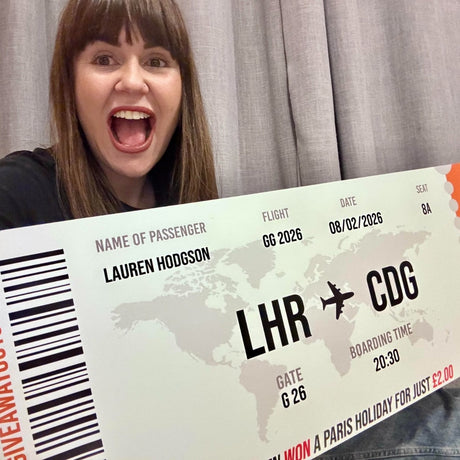 NAME OF PASSENGER
LAUREN HODGSON
FLIGHT
GG 2026
DATE
08/02/2026
SEAT
8A
LHR
CDG
GATE
G 26
BOARDING TIME
20:30
WON A PARIS HOLIDAY FOR JUST £2.00